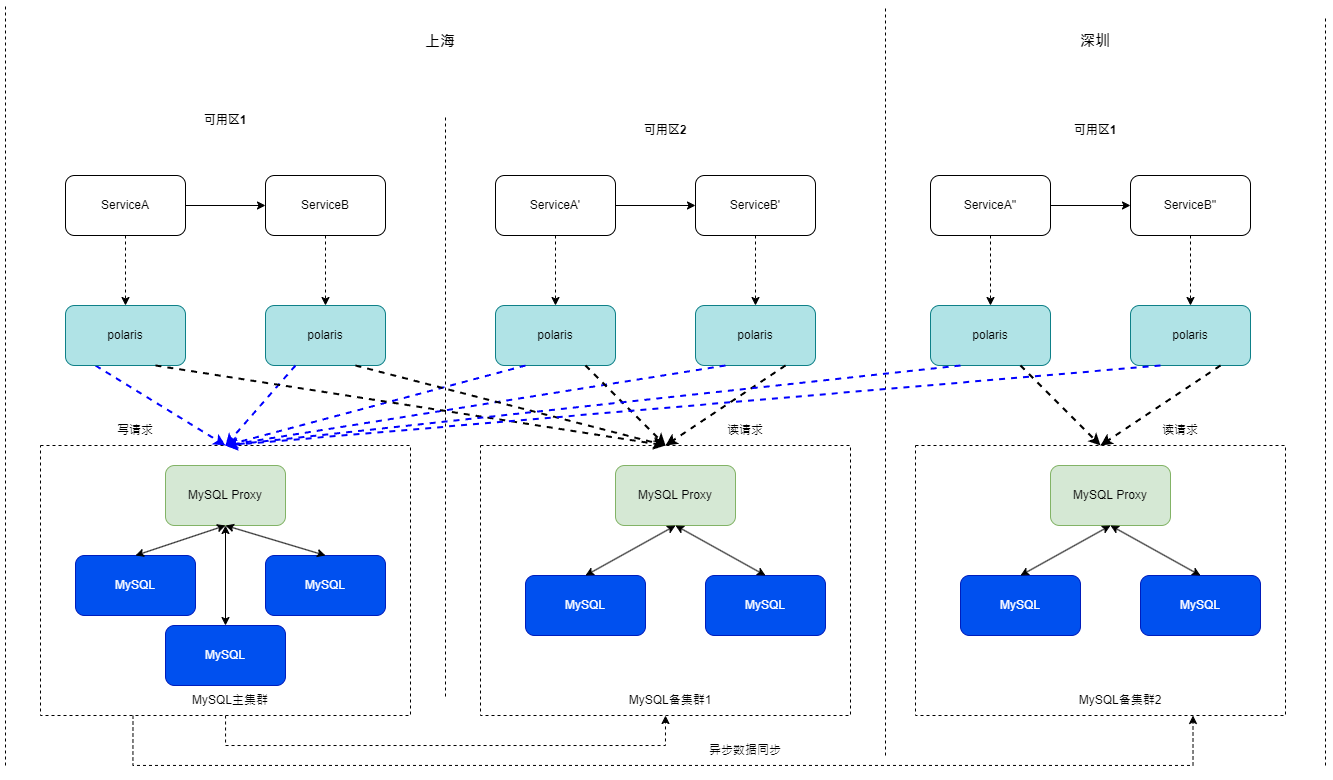 上海
深圳
可用区1
可用区2
可用区1
ServiceA
ServiceB
ServiceA'
ServiceB'
ServiceA"
ServiceB"
polaris
polaris
polaris
polaris
polaris
polaris
写请求
读请求
读请求
MySQL Proxy
MySQL Proxy
MySQL Proxy
MySQL
MySQL
MySQL
MySQL
MySQL
MySQL
MySQL
MySQL主集群
MySQL备集群1
MySQL备集群2
异步数据同步